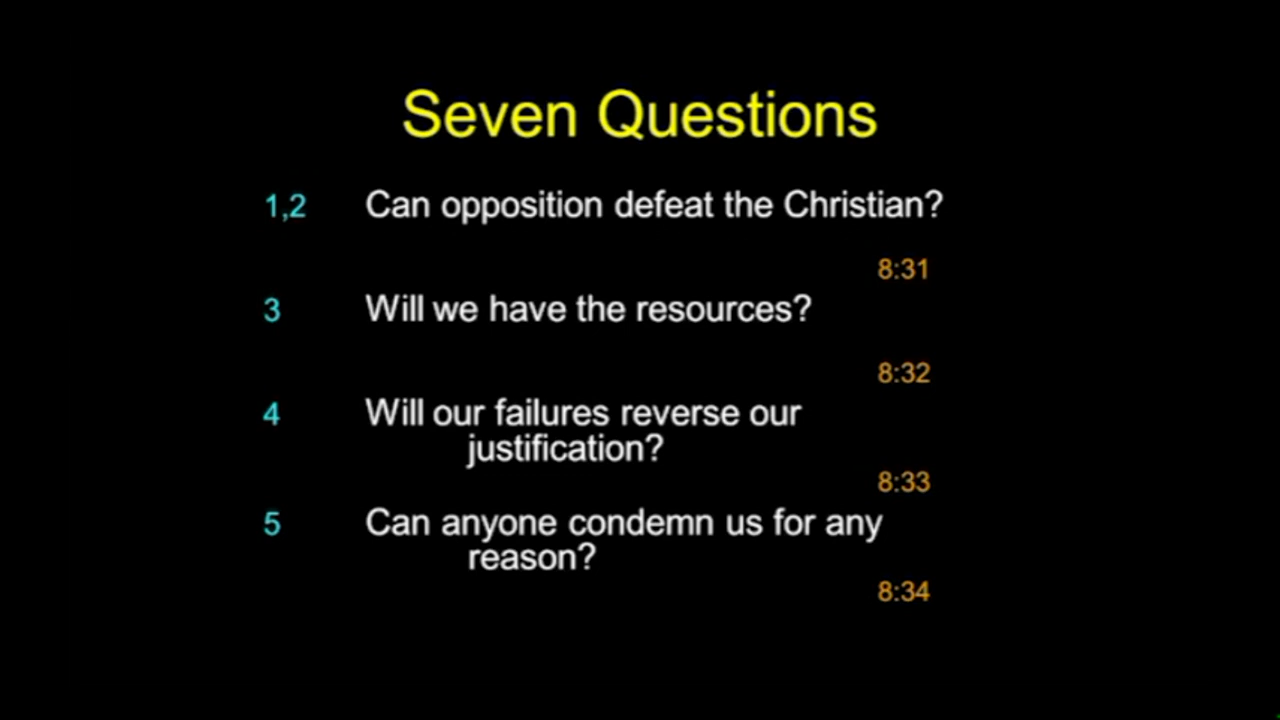 Seven Questions
1,2 Can opposition defeat the Christian?
8:31
3 Will we have the resources?
8:32
4 Will our failures reverse our
justification?
8:33
5 Can anyone condemn us for any
reason?
8:34